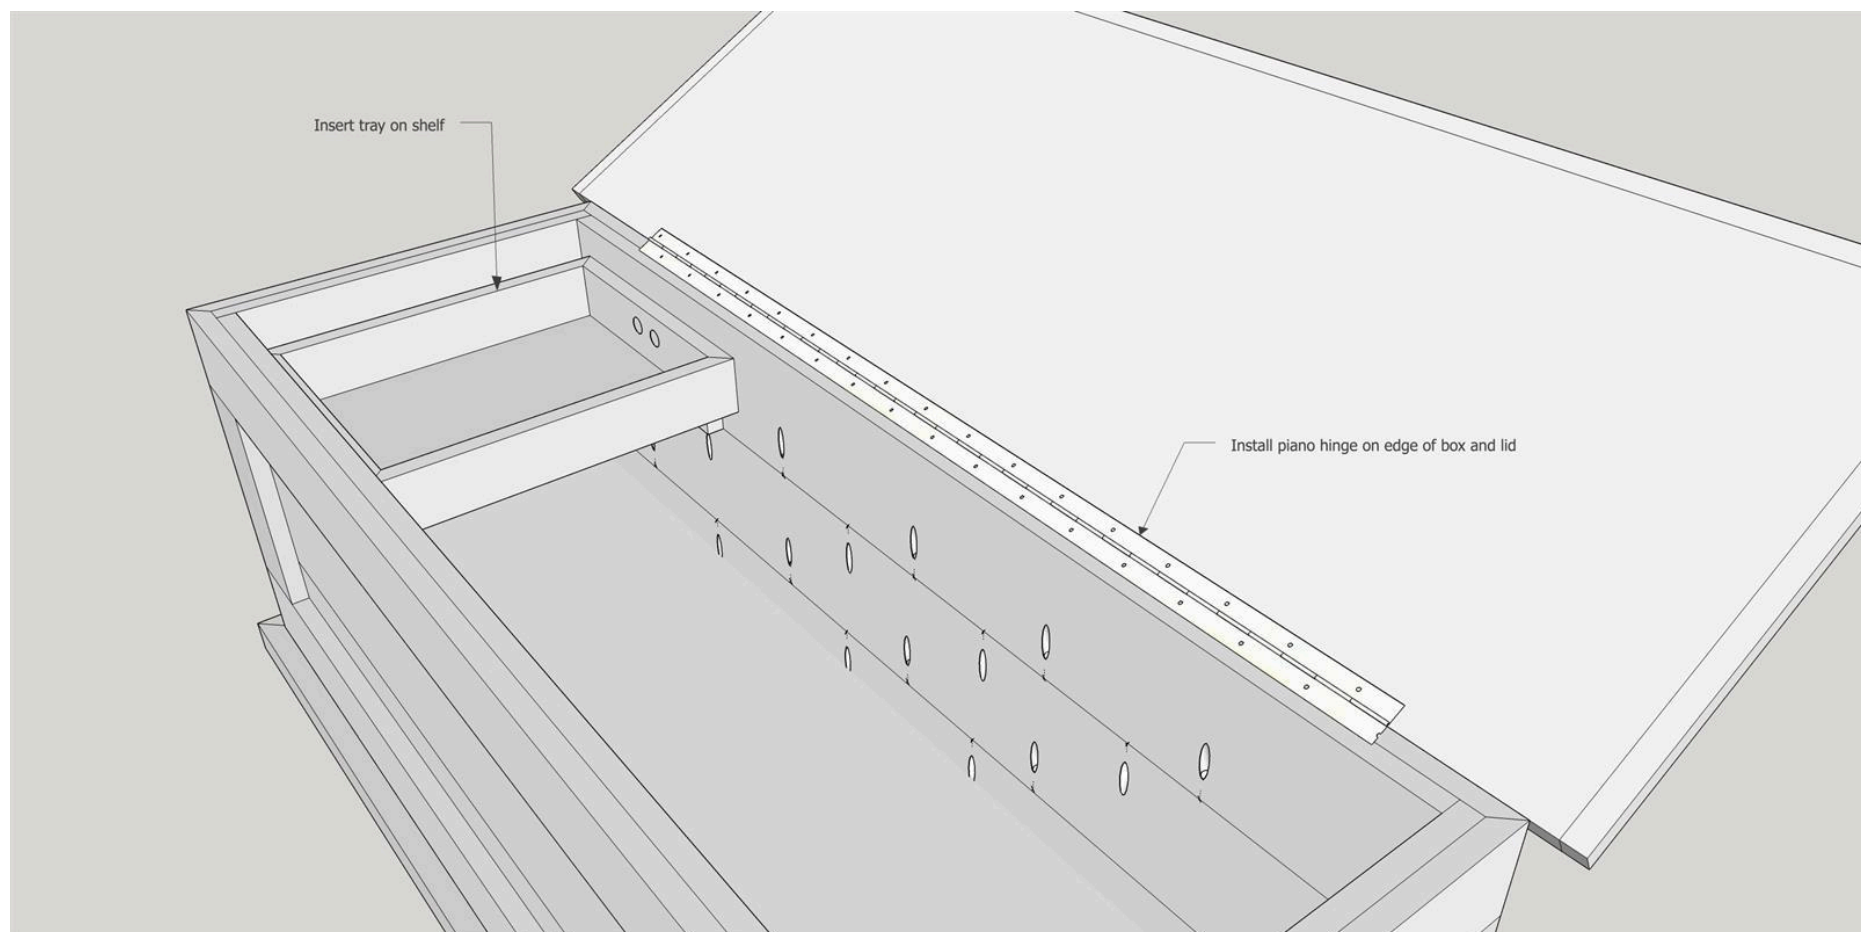 Insert tray on shelf
Install piano hinge on edge of box and lid